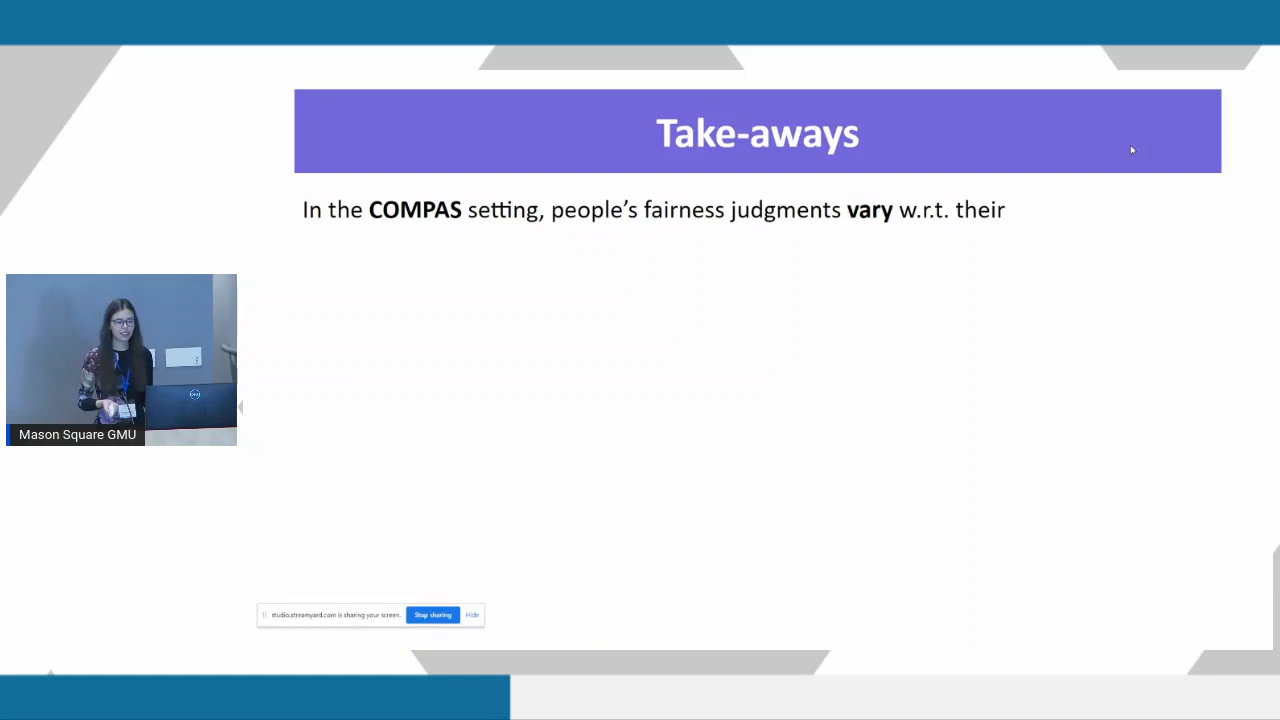 Take-aways
In the COMPAS setting, people's fairness judgments vary w.r.t. their
Mason Square GMU
studio.streamyard.com is sharing your screen.
Stop sharing
Hide